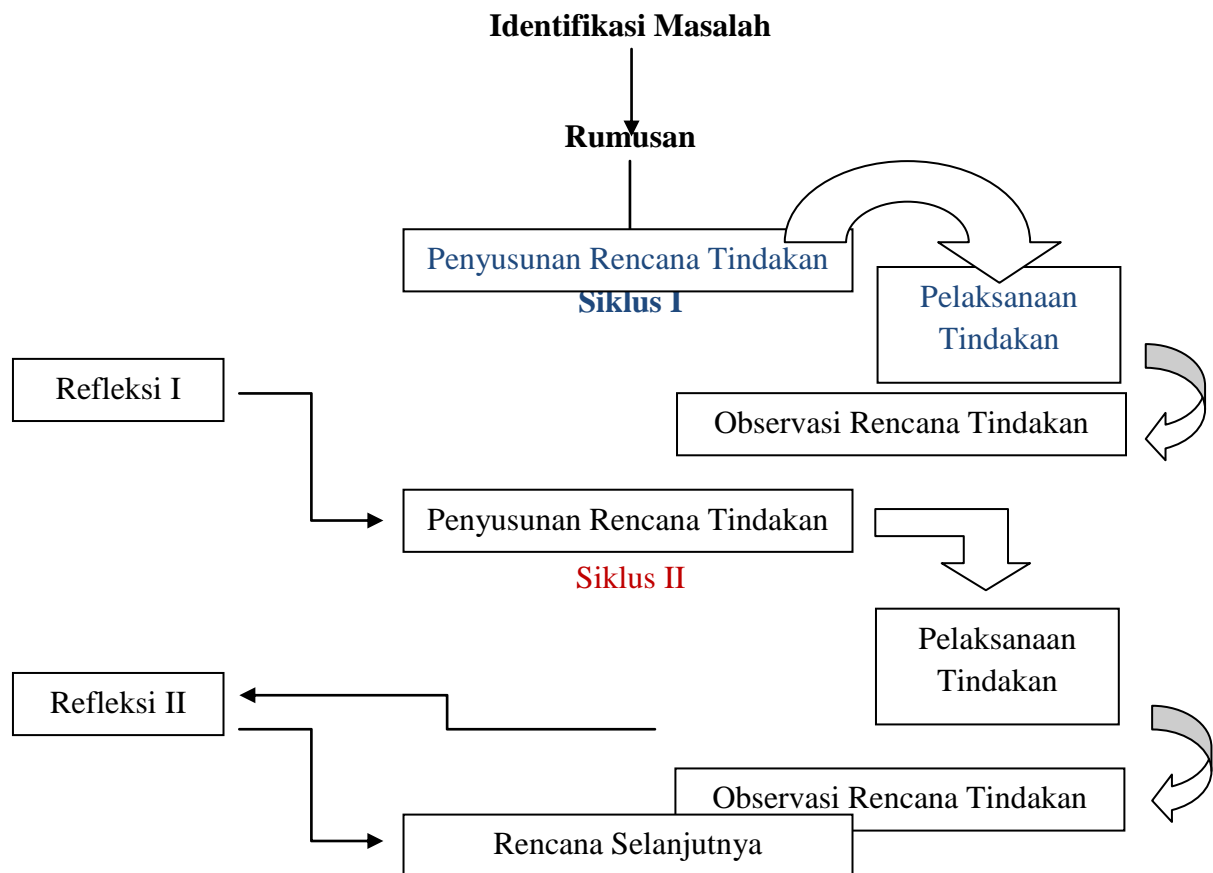 Identifikasi Masalah
Rumusan
Penyusunan Rencana Tindakan
Siklus I
Pelaksanaan
Tindakan
Refleksi I
Observasi Rencana Tindakan
Penyusunan Rencana Tindakan
Siklus II
Pelaksanaan
Tindakan
Refleksi II
Observasi Rencana Tindakan
Rencana Selanjutnya